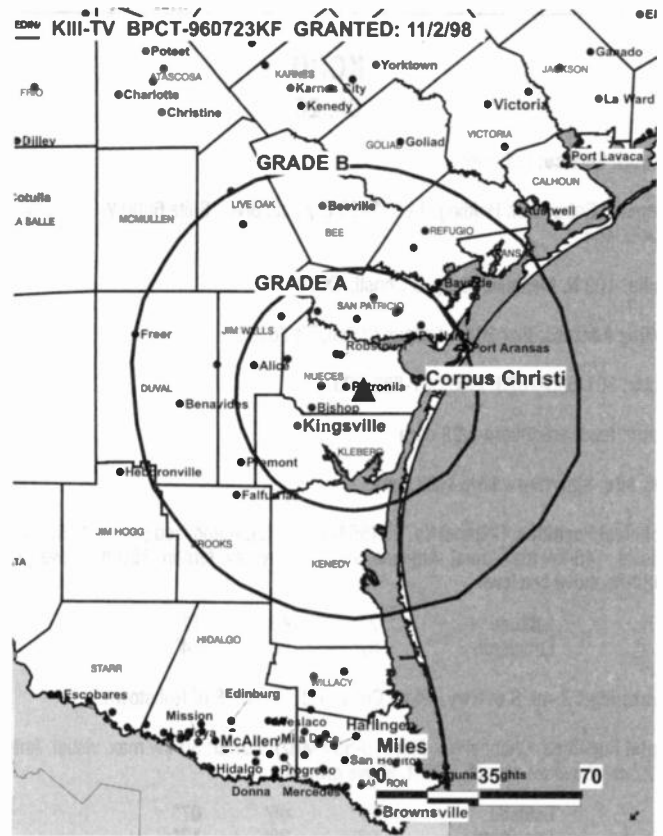 KIII-TV BPCT-960723KF GRANTED: 11/2/98
Poteet
ATASCOSA
FRIO
Charlotte
Christine
Dilley
KARNES
Karnes City
Kenedy
Yorktown
Ganado
JACKSON
La Ward
Victoria
VICTORIA
GOLIAD
Goliad
Port Lavaca
CALHOUN
GRADE B
LA SALLE
MCMULLEN
LIVE OAK
Beeville
BEE
REFUGIO
GRADE A
SAN PATRICIO
Bayside
Freer
JIM WELLS
Robstown
Port Aransas
Alice
NUECES
Petronila
Corpus Christi
DUVAL
Benavides
Bishop
Kingsville
KLEBERG
Hebbronville
Premont
Falfurrias
JIM HOGG
BROOKS
KENEDY
HIDALGO
STARR
WILLACY
Escobares
Edinburg
Mission
Weslaco
Harlingen
McAllen
Miles
San Benito
Hidalgo
Progreso
0 35 70
Donna
Mercedes
Brownsville